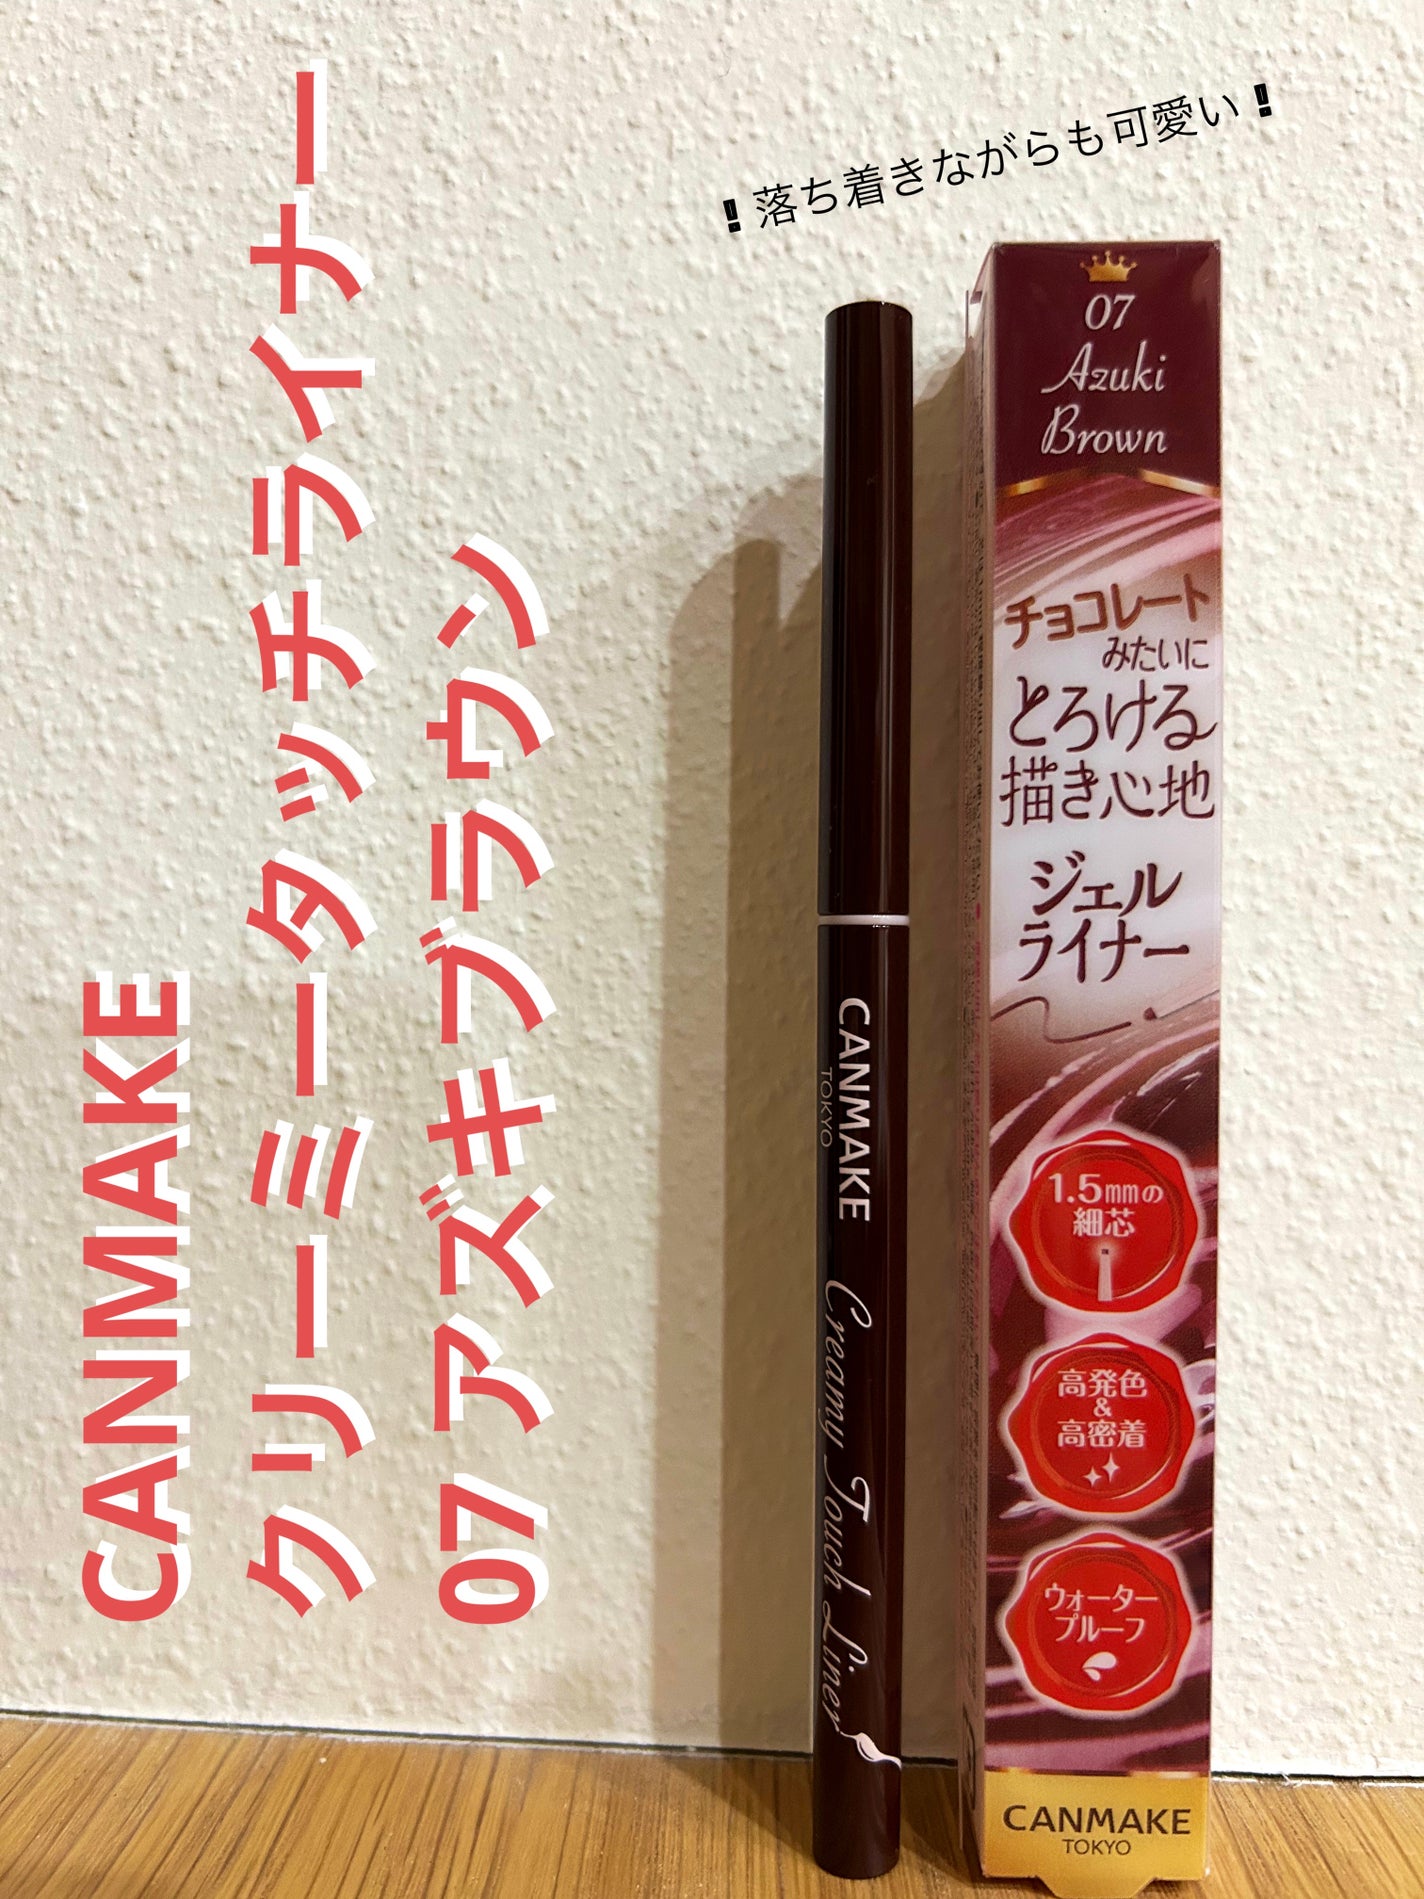 CANMAKE
クリーミータッチライナー
07 アズキブラウン
❗落ち着きながらも可愛い❗
CANMAKE
TOKYO
Creamy Touch Liner
07
Azuki
Brown
チョコレート
みたいに
とろける
描き心地
ジェル
ライナー
1.5mmの
細芯
高発色
&
高密着
ウォーター
プルーフ
CANMAKE
TOKYO